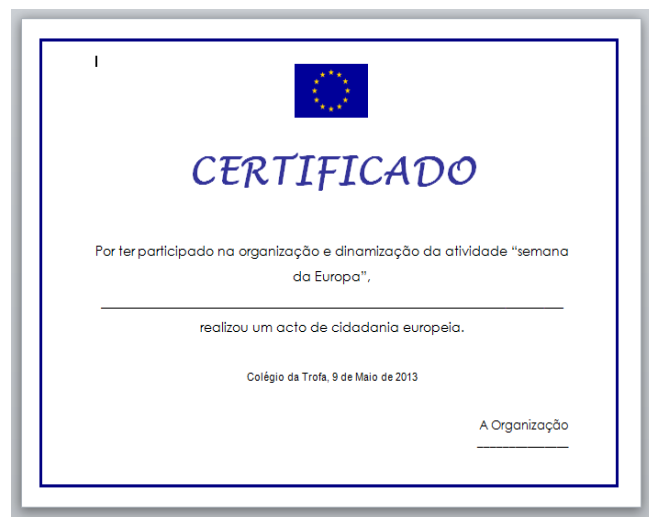 CERTIFICADO
Por ter participado na organização e dinamização da atividade “semana
da Europa”,
realizou um acto de cidadania europeia.
Colégio da Trofa, 9 de Maio de 2013
A Organização